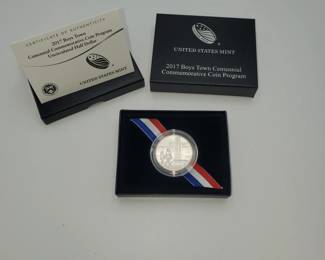 CERTIFICATE OF AUTHENTICITY
2017 Boys Town
Centennial Commemorative Coin Program
Uncirculated Half Dollar
UNITED STATES MINT
UNITED STATES MINT
2017 Boys Town Centennial
Commemorative Coin Program